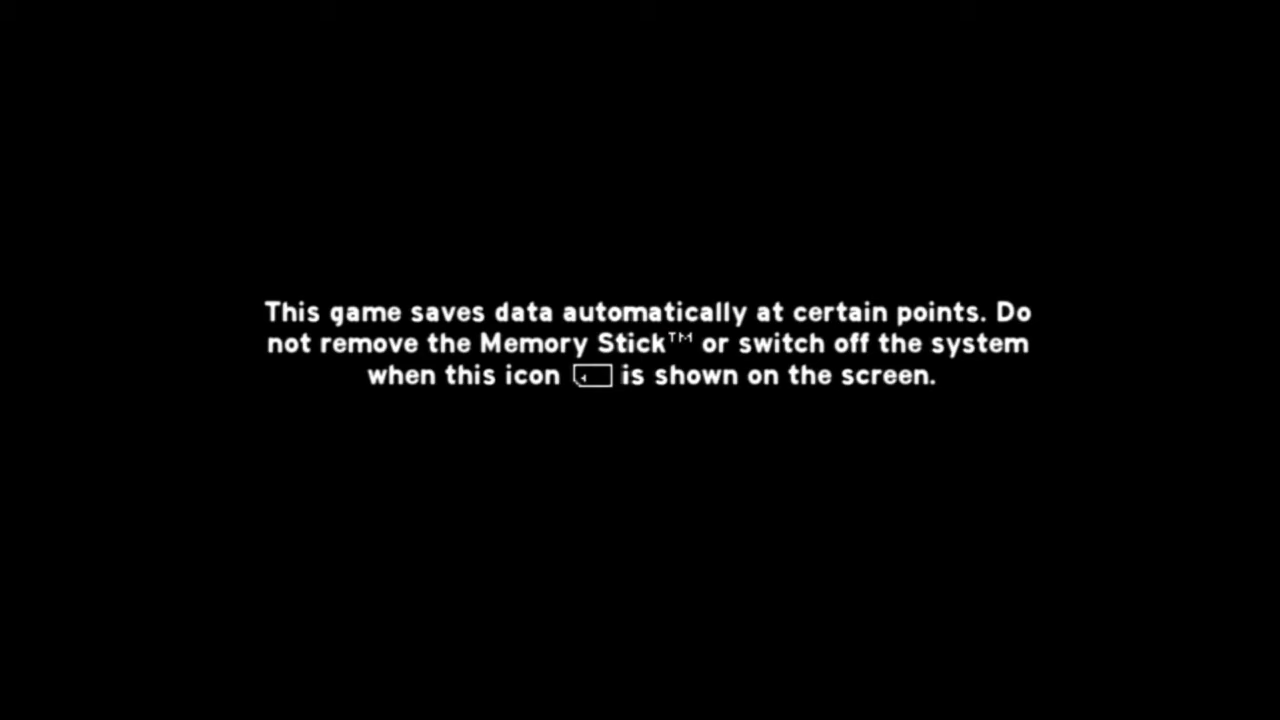 This game saves data automatically at certain points. Do
not remove the Memory Stick™ or switch off the system
when this icon is shown on the screen.